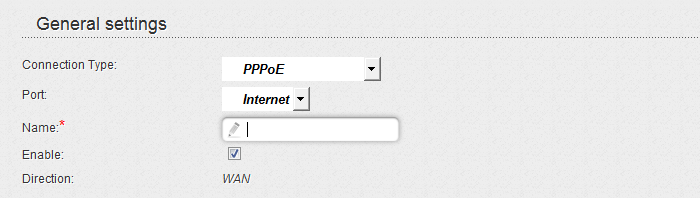 General settings
Connection Type: PPPoE
Port: Internet
Name:*
Enable:
Direction: WAN